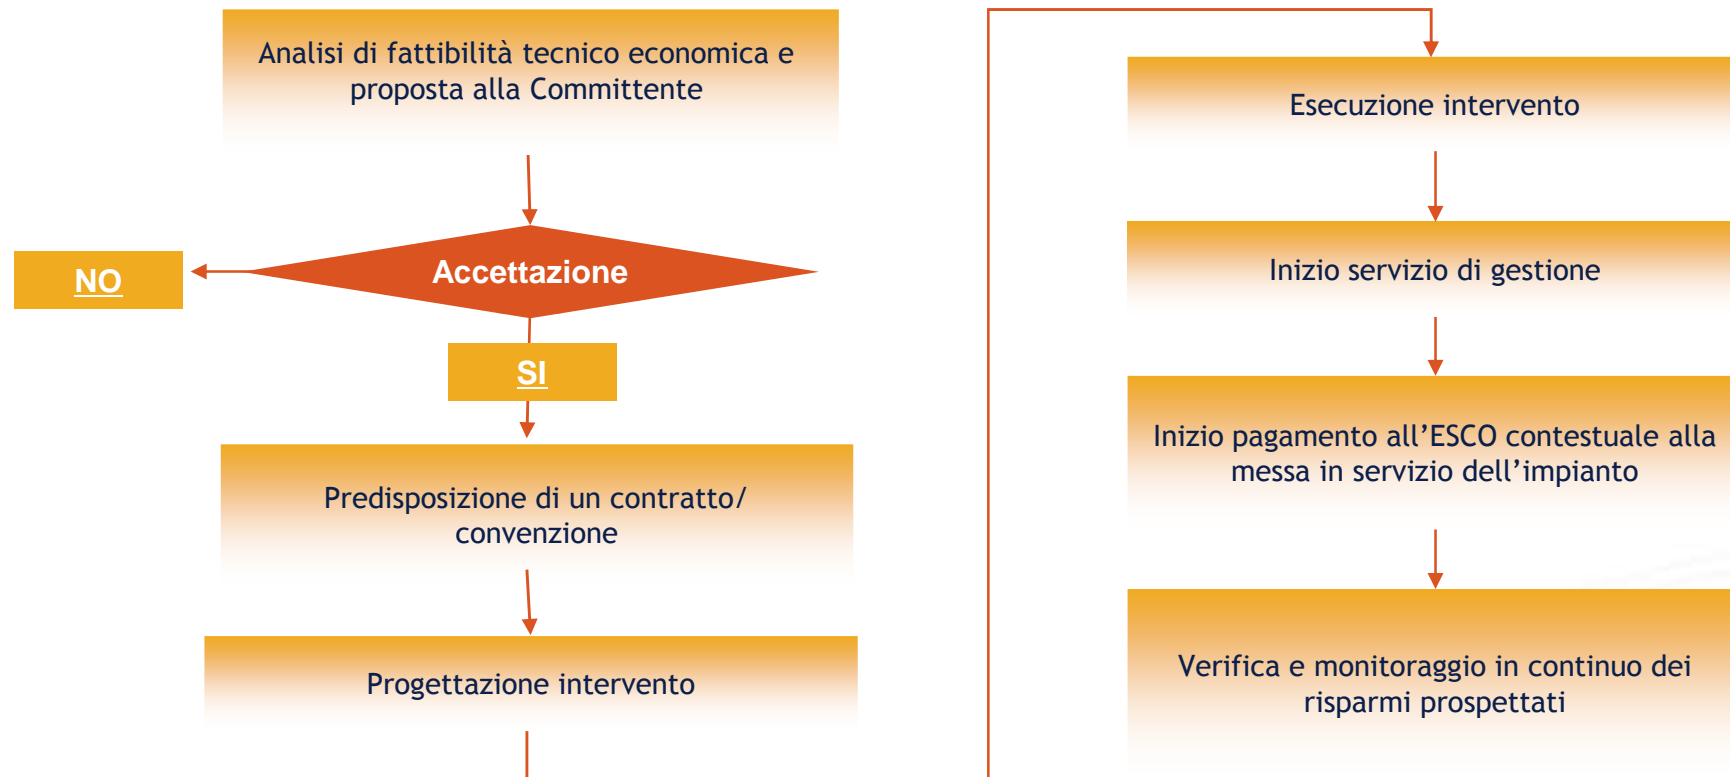 Analisi di fattibilità tecnico economica e
proposta alla Committente
Accettazione
NO
SI
Predisposizione di un contratto/
convenzione
Progettazione intervento
Esecuzione intervento
Inizio servizio di gestione
Inizio pagamento all’ESCO contestuale alla
messa in servizio dell’impianto
Verifica e monitoraggio in continuo dei
risparmi prospettati